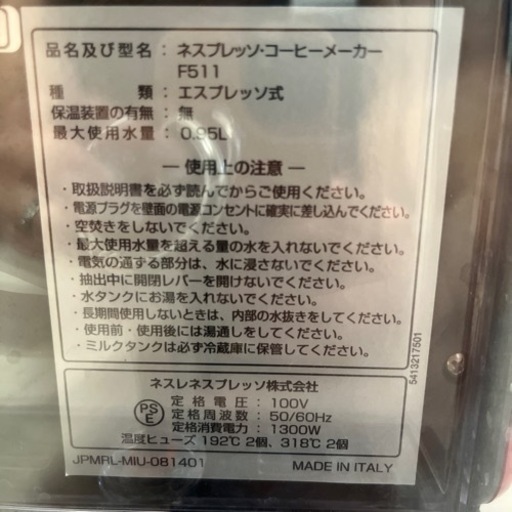 品名及び型名：ネスプレッソ・コーヒーメーカー
F511
種　　類：エスプレッソ式
保温装置の有無：無
最大使用水量：0.95L
― 使用上の注意 ―
・取扱説明書を必ず読んでからご使用ください。
・電源プラグを壁面の電源コンセントに確実に差し込んでください。
・空焚きをしないでください。
・最大使用水量を超える量の水を入れないでください。
・電気の通ずる部分は、水に浸さないでください。
・抽出中に開閉レバーを開けないでください。
・水タンクにお湯を入れないでください。
・長期間使用しないときは、内部の水抜きをしてください。
・使用前・使用後には湯通しをしてください。
・ミルクタンクは必ず冷蔵庫に保管してください。
5413217501
ネスレネスプレッソ株式会社
PSE
定格電圧：100V
定格周波数：50/60Hz
定格消費電力：1300W
温度ヒューズ 192℃ 2個、318℃ 2個
JPMRL-MIU-081401　MADE IN ITALY